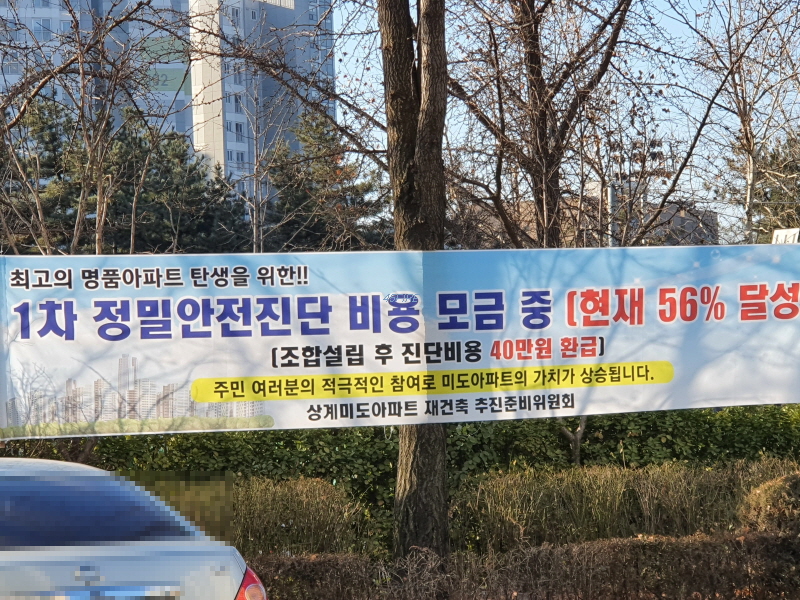 최고의 명품아파트 탄생을 위한!!
1차 정밀안전진단 비용 모금 중 (현재 56% 달성
(조합설립 후 진단비용 40만원 환급)
주민 여러분의 적극적인 참여로 미도아파트의 가치가 상승됩니다.
상계미도아파트 재건축 추진준비위원회